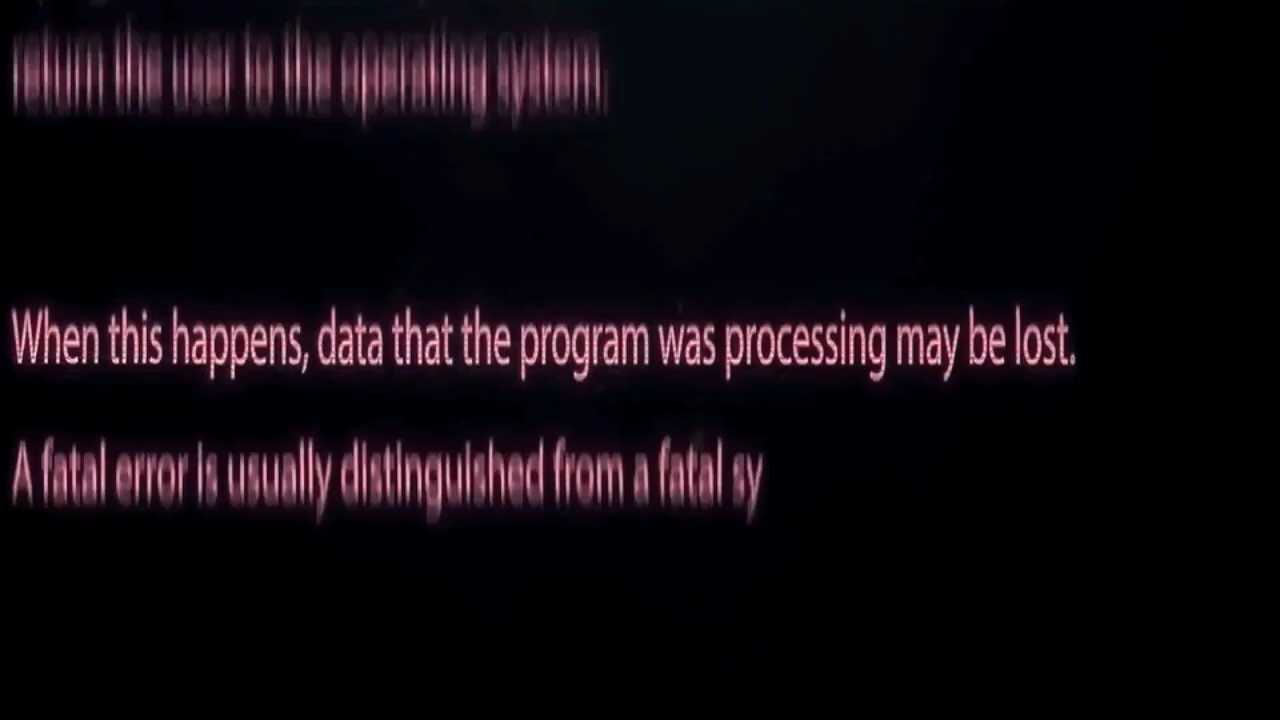 return the user to the operating system.
When this happens, data that the program was processing may be lost.
A fatal error is usually distinguished from a fatal sy